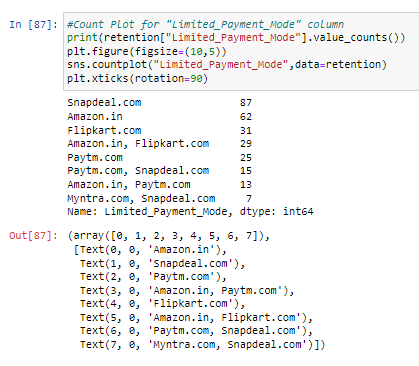 In [87]: #Count Plot for "Limited_Payment_Mode" column
print(retention["Limited_Payment_Mode"].value_counts())
plt.figure(figsize=(10,5))
sns.countplot("Limited_Payment_Mode",data=retention)
plt.xticks(rotation=90)
Snapdeal.com 87
Amazon.in 62
Flipkart.com 31
Amazon.in, Flipkart.com 29
Paytm.com 25
Paytm.com, Snapdeal.com 15
Amazon.in, Paytm.com 13
Myntra.com, Snapdeal.com 7
Name: Limited_Payment_Mode, dtype: int64
Out[87]: (array([0, 1, 2, 3, 4, 5, 6, 7]),
[Text(0, 0, 'Amazon.in'),
Text(1, 0, 'Snapdeal.com'),
Text(2, 0, 'Paytm.com'),
Text(3, 0, 'Amazon.in, Paytm.com'),
Text(4, 0, 'Flipkart.com'),
Text(5, 0, 'Amazon.in, Flipkart.com'),
Text(6, 0, 'Paytm.com, Snapdeal.com'),
Text(7, 0, 'Myntra.com, Snapdeal.com')])